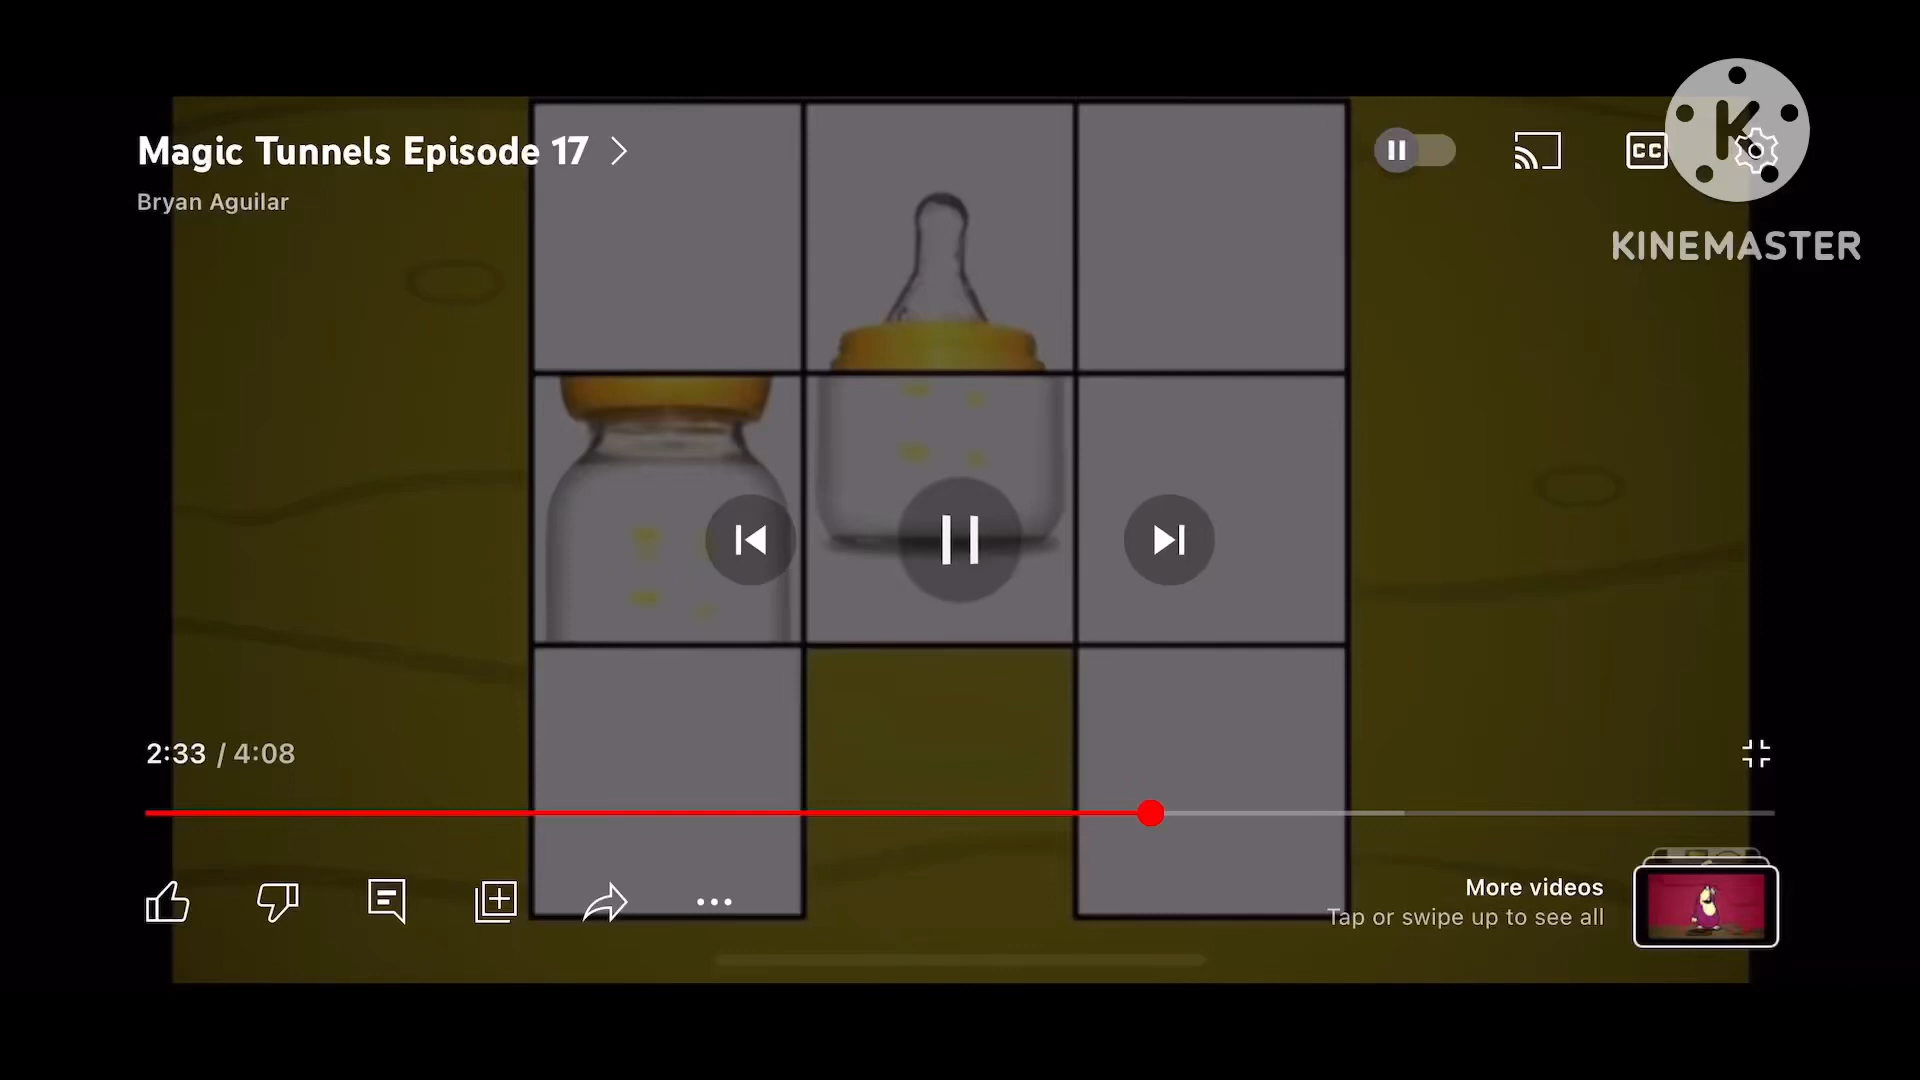 Magic Tunnels Episode 17
Bryan Aguilar
CC
K
KINEMASTER
2:33 / 4:08
More videos
Tap or swipe up to see all